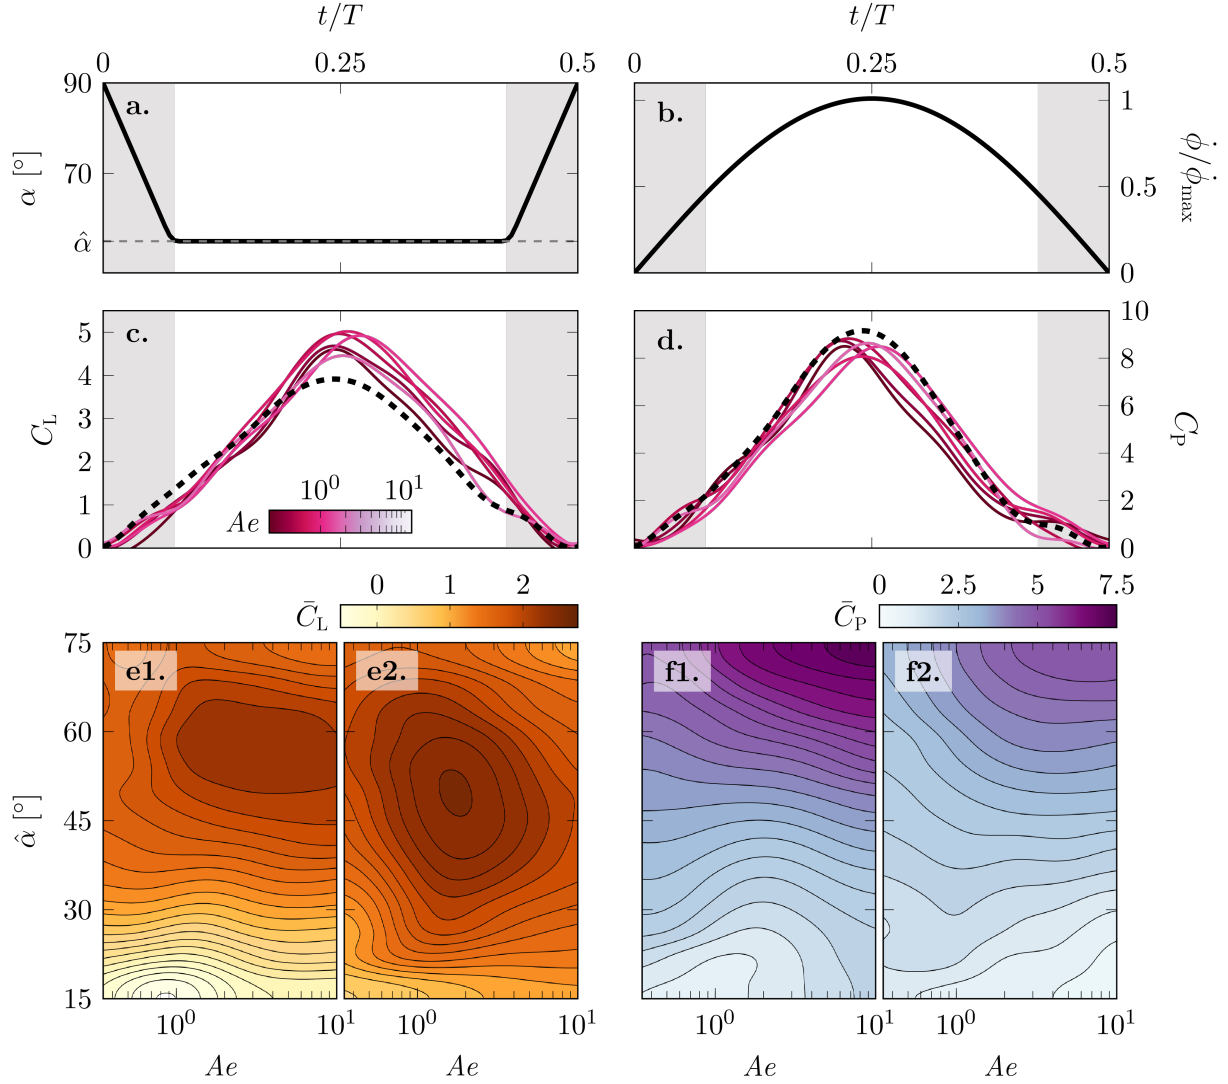 t/T
t/T
0 0.25 0.5
0 0.25 0.5
90
70
α̂
α [°]
a.
b.
1
0.5
0
ϕ̇/ϕ̇max
c.
d.
5
4
3
2
1
0
CL
10⁰ 10¹
Ae
10
8
6
4
2
0
CP
0 1 2
C̄L
0 2.5 5 7.5
C̄P
75
60
45
30
15
α̂ [°]
e1.
e2.
f1.
f2.
10⁰ 10⁰ 10¹
10⁰ 10⁰ 10¹
Ae Ae Ae Ae